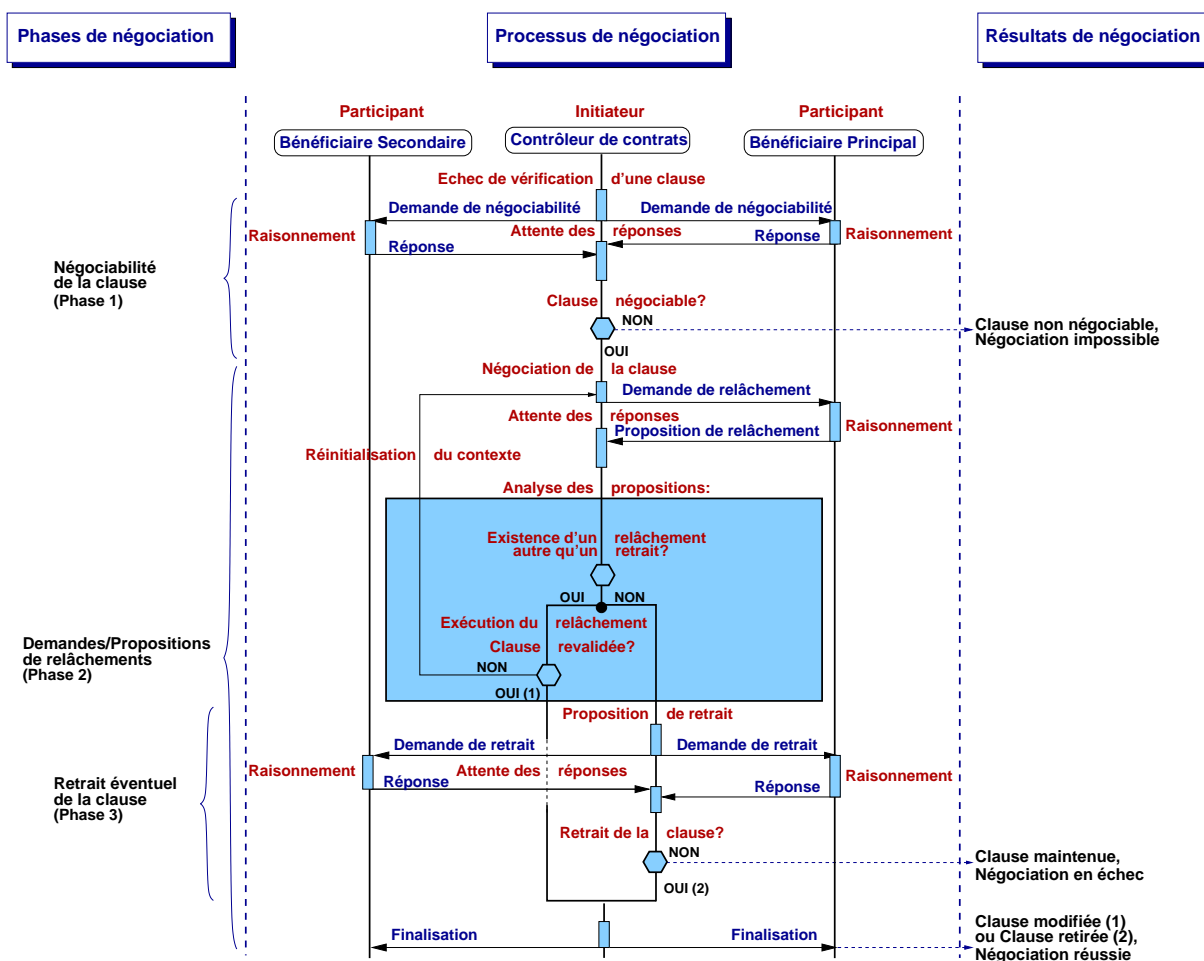 Phases de négociation
Processus de négociation
Résultats de négociation
Participant
Initiateur
Participant
Bénéficiaire Secondaire
Contrôleur de contrats
Bénéficiaire Principal
Echec de vérification d'une clause
Demande de négociabilité
Demande de négociabilité
Raisonnement
Attente des réponses
Réponse
Raisonnement
Réponse
Négociabilité
de la clause
(Phase 1)
Clause négociable?
NON
Clause non négociable,
Négociation impossible
OUI
Négociation de la clause
Demande de relâchement
Attente des réponses
Raisonnement
Proposition de relâchement
Réinitialisation du contexte
Analyse des propositions:
Existence d'un relâchement
autre qu'un retrait?
OUI
NON
Exécution du relâchement
Clause revalidée?
NON
OUI (1)
Demandes/Propositions
de relâchements
(Phase 2)
Proposition de retrait
Demande de retrait
Demande de retrait
Raisonnement
Attente des réponses
Raisonnement
Réponse
Réponse
Retrait éventuel
de la clause
(Phase 3)
Retrait de la clause?
NON
Clause maintenue,
Négociation en échec
OUI (2)
Finalisation
Finalisation
Clause modifiée (1)
ou Clause retirée (2),
Négociation réussie